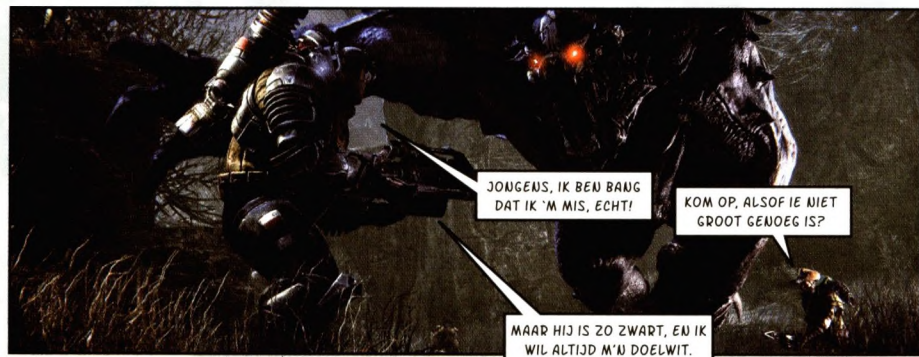 JONGENS, IK BEN BANG
DAT IK 'M MIS, ECHT!
KOM OP, ALSOF IE NIET
GROOT GENOEG IS?
MAAR HIJ IS ZO ZWART, EN IK
WIL ALTIJD M'N DOELWIT.